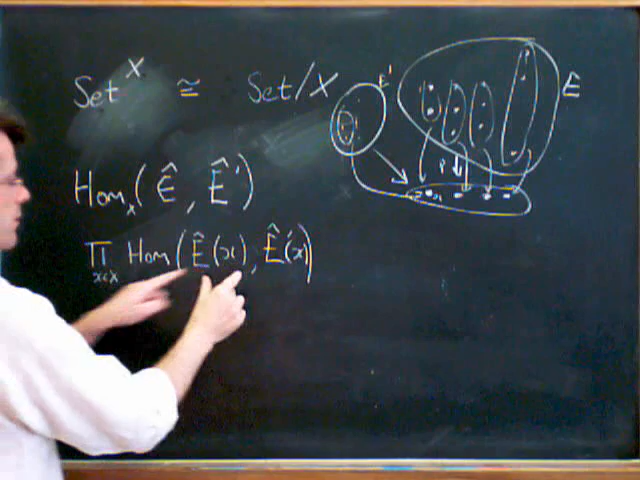 Set^X ≅ Set/X
E'
E
p
x
Hom_X(Ê, Ê')
∏_{x∈X} Hom(Ê(x), Ê'(x))